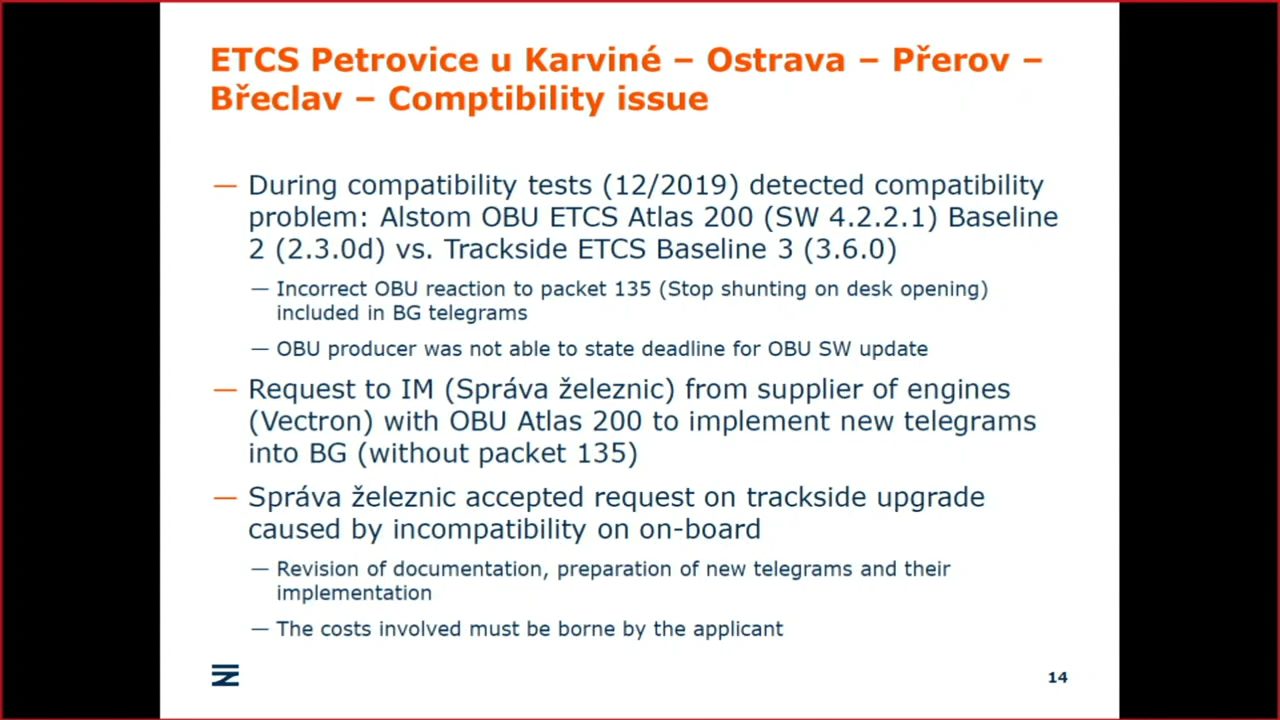 ETCS Petrovice u Karviné – Ostrava – Přerov –
Břeclav – Comptibility issue
— During compatibility tests (12/2019) detected compatibility
problem: Alstom OBU ETCS Atlas 200 (SW 4.2.2.1) Baseline
2 (2.3.0d) vs. Trackside ETCS Baseline 3 (3.6.0)
— Incorrect OBU reaction to packet 135 (Stop shunting on desk opening)
included in BG telegrams
— OBU producer was not able to state deadline for OBU SW update
— Request to IM (Správa železnic) from supplier of engines
(Vectron) with OBU Atlas 200 to implement new telegrams
into BG (without packet 135)
— Správa železnic accepted request on trackside upgrade
caused by incompatibility on on-board
— Revision of documentation, preparation of new telegrams and their
implementation
— The costs involved must be borne by the applicant
14